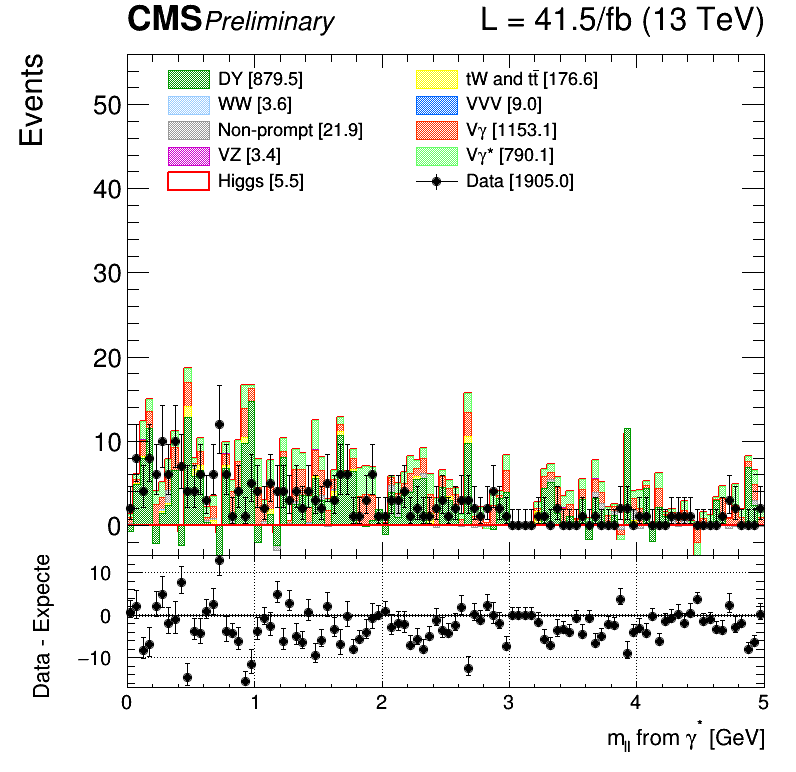 CMS Preliminary L = 41.5/fb (13 TeV)
Events
DY [879.5]
WW [3.6]
Non-prompt [21.9]
VZ [3.4]
Higgs [5.5]
tW and tt̄ [176.6]
VVV [9.0]
Vγ [1153.1]
Vγ* [790.1]
Data [1905.0]
50
40
30
20
10
0
Data - Expecte
10
0
−10
0 1 2 3 4 5
m_ll from γ* [GeV]